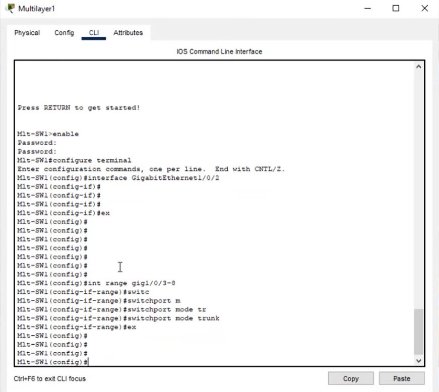 Multilayer1
Physical Config CLI Attributes
IOS Command Line Interface
Press RETURN to get started!
Mlt-SW1>enable
Password:
Password:
Mlt-SW1#configure terminal
Enter configuration commands, one per line. End with CNTL/Z.
Mlt-SW1(config)#interface GigabitEthernet1/0/2
Mlt-SW1(config-if)#
Mlt-SW1(config-if)#
Mlt-SW1(config-if)#
Mlt-SW1(config-if)#ex
Mlt-SW1(config)#
Mlt-SW1(config)#
Mlt-SW1(config)#
Mlt-SW1(config)#
Mlt-SW1(config)#
Mlt-SW1(config)#
Mlt-SW1(config)#
Mlt-SW1(config)#int range gig1/0/3-8
Mlt-SW1(config-if-range)#switc
Mlt-SW1(config-if-range)#switchport m
Mlt-SW1(config-if-range)#switchport mode tr
Mlt-SW1(config-if-range)#switchport mode trunk
Mlt-SW1(config-if-range)#ex
Mlt-SW1(config)#
Mlt-SW1(config)#
Mlt-SW1(config)#
Mlt-SW1(config)#
Ctrl+F6 to exit CLI focus
Copy Paste